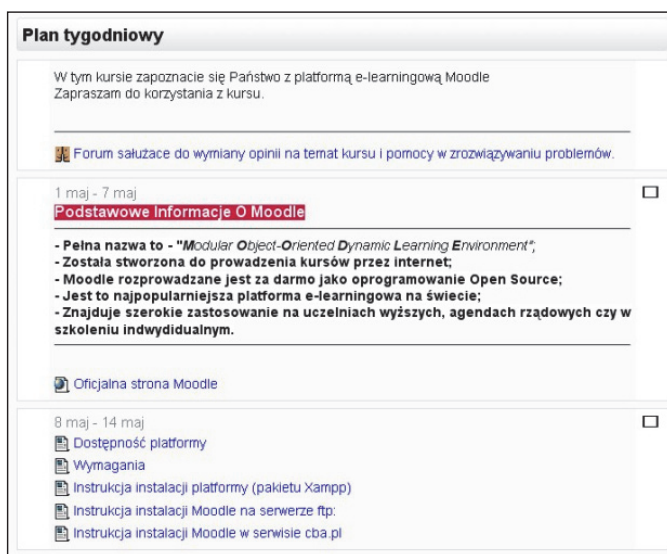 Plan tygodniowy
W tym kursie zapoznacie się Państwo z platformą e-learningową Moodle
Zapraszam do korzystania z kursu.
Forum sałużace do wymiany opinii na temat kursu i pomocy w zrozwiązywaniu problemów.
1 maj - 7 maj
Podstawowe Informacje O Moodle
- Pełna nazwa to - "Modular Object-Oriented Dynamic Learning Environment";
- Została stworzona do prowadzenia kursów przez internet;
- Moodle rozprowadzane jest za darmo jako oprogramowanie Open Source;
- Jest to najpopularniejsza platforma e-learningowa na świecie;
- Znajduje szerokie zastosowanie na uczelniach wyższych, agendach rządowych czy w
szkoleniu indwydidualnym.
Oficjalna strona Moodle
8 maj - 14 maj
Dostępność platformy
Wymagania
Instrukcja instalacji platformy (pakietu Xampp)
Instrukcja instalacji Moodle na serwerze ftp:
Instrukcja instalacji Moodle w serwisie cba.pl